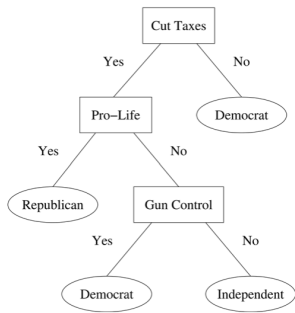 Cut Taxes
Yes
No
Pro−Life
Democrat
Yes
No
Republican
Gun Control
Yes
No
Democrat
Independent